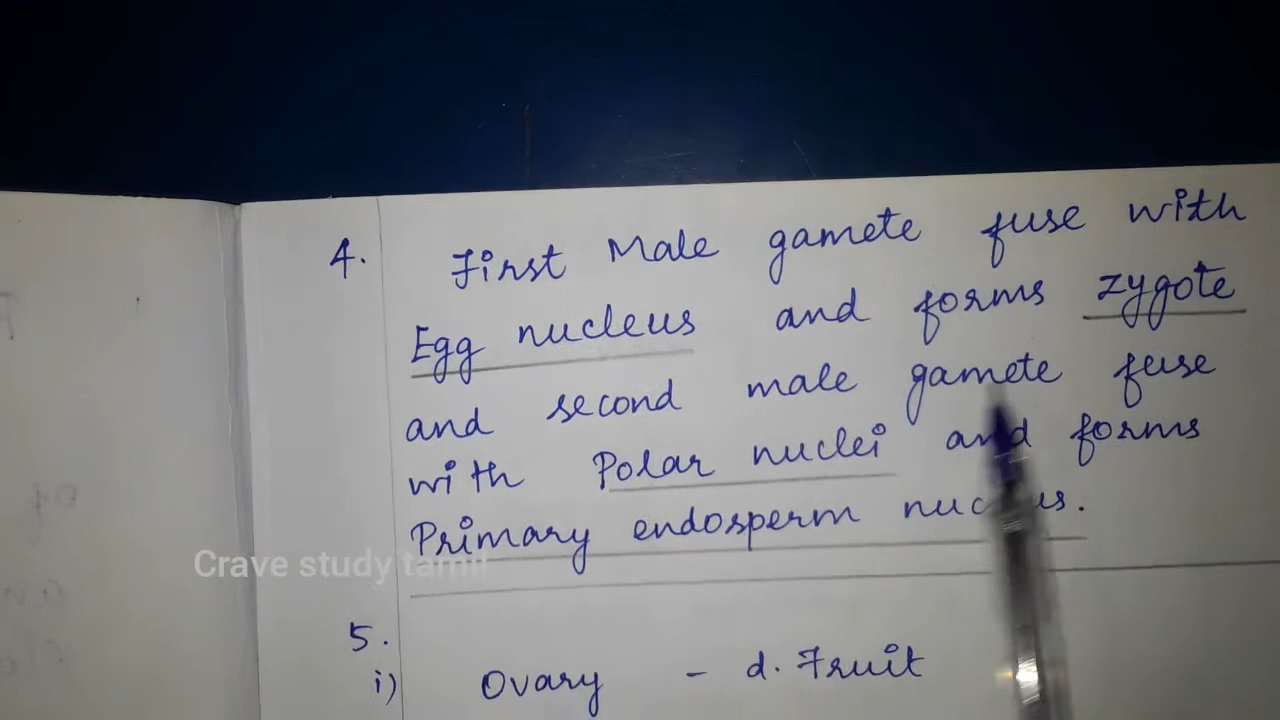 4. First Male gamete fuse with
Egg nucleus and forms zygote
and second male gamete fuse
with Polar nuclei and forms
Primary endosperm
Crave study tamil
5.
i) Ovary - d. Fruit